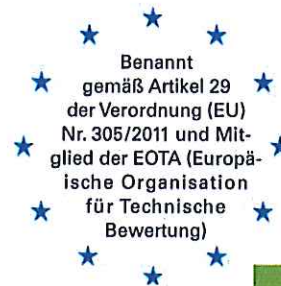 Benannt
gemäß Artikel 29
der Verordnung (EU)
Nr. 305/2011 und Mit-
glied der EOTA (Europä-
ische Organisation
für Technische
Bewertung)